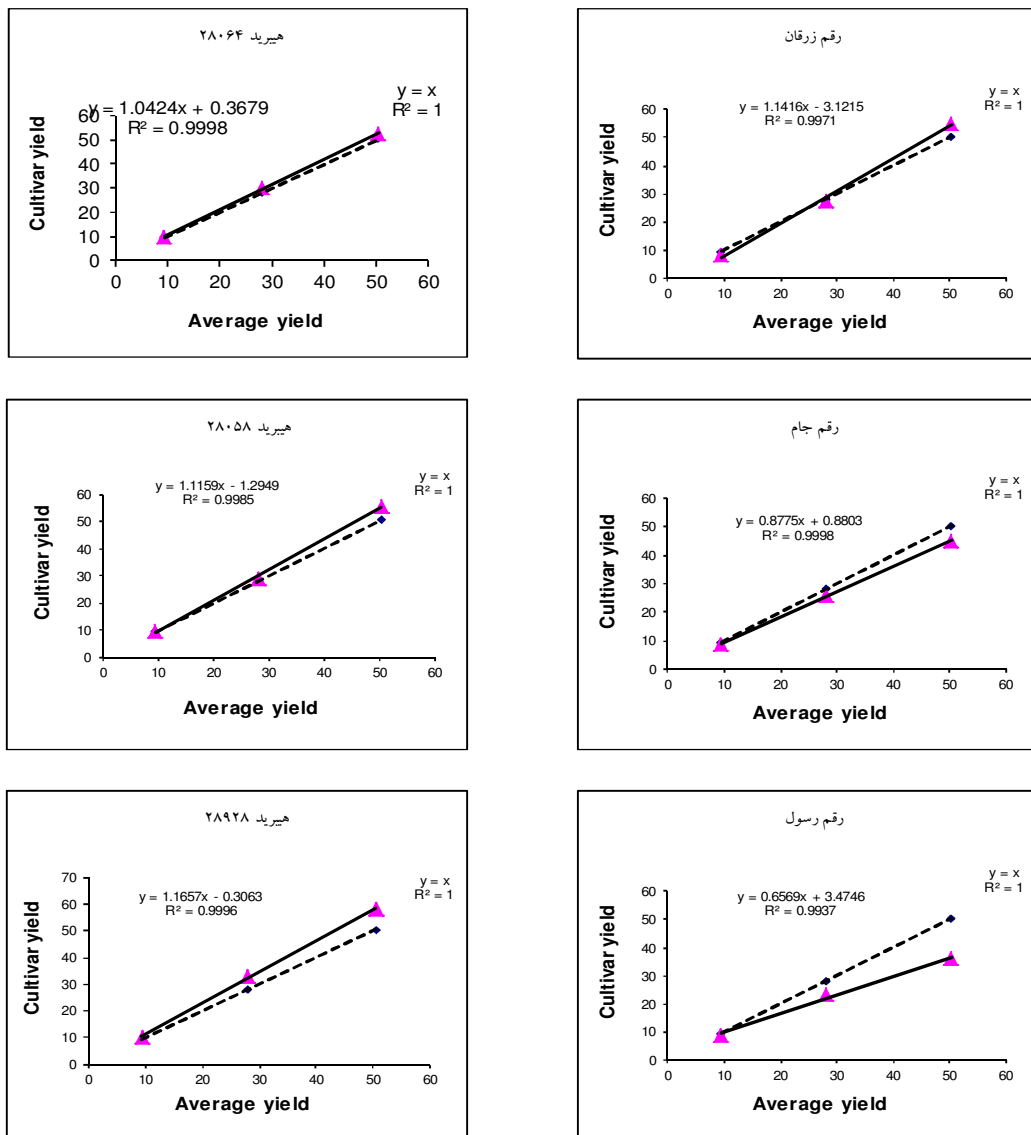 هیبرید ۲۸۰۶۴
y = 1.0424x + 0.3679
R² = 0.9998
y = x
R² = 1
Cultivar yield
60
50
40
30
20
10
0
0 10 20 30 40 50 60
Average yield
رقم زرقان
y = 1.1416x - 3.1215
R² = 0.9971
y = x
R² = 1
Cultivar yield
60
50
40
30
20
10
0
0 10 20 30 40 50 60
Average yield
هیبرید ۲۸۰۵۸
y = 1.1159x - 1.2949
R² = 0.9985
y = x
R² = 1
Cultivar yield
60
50
40
30
20
10
0
0 10 20 30 40 50 60
Average yield
رقم جام
y = 0.8775x + 0.8803
R² = 0.9998
y = x
R² = 1
Cultivar yield
60
50
40
30
20
10
0
0 10 20 30 40 50 60
Average yield
هیبرید ۲۸۹۲۸
y = 1.1657x - 0.3063
R² = 0.9996
y = x
R² = 1
Cultivar yield
70
60
50
40
30
20
10
0
0 10 20 30 40 50 60
Average yield
رقم رسول
y = 0.6569x + 3.4746
R² = 0.9937
y = x
R² = 1
Cultivar yield
60
50
40
30
20
10
0
0 10 20 30 40 50 60
Average yield